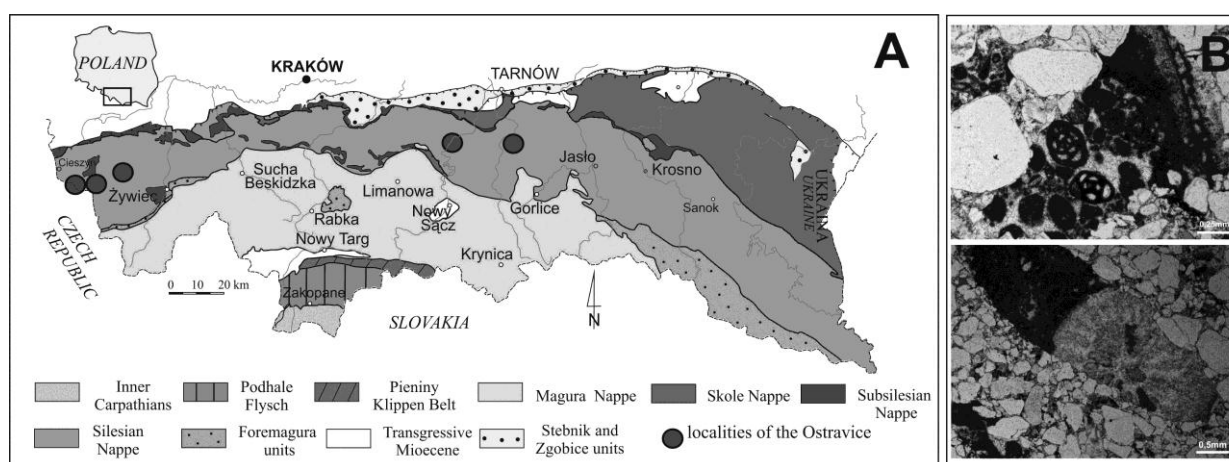 A
POLAND
KRAKÓW
TARNÓW
Cieszyn
Żywiec
Sucha
Beskidzka
Rabka
Nowy Targ
Limanowa
Nowy
Sącz
Krynica
Gorlice
Jasło
Krosno
Sanok
UKRAINA
UKRAINE
CZECH
REPUBLIC
0 10 20 km
Zakopane
SLOVAKIA
N
Inner
Carpathians
Podhale
Flysch
Pieniny
Klippen Belt
Magura Nappe
Skole Nappe
Subsilesian
Nappe
Silesian
Nappe
Foremagura
units
Transgressive
Miocene
Stebnik and
Zgobice units
localities of the Ostravice
B
0.25mm
0.5mm